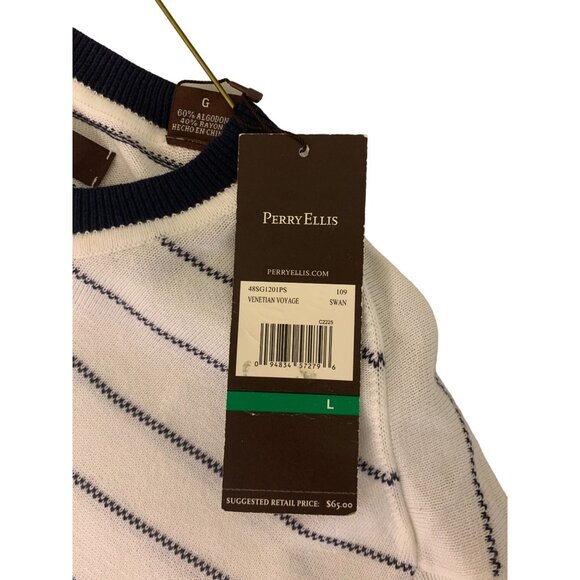 G
60% ALGODON
40% RAYON
HECHO EN CHIN
PERRY ELLIS
PERRYELLIS.COM
48SG1201PS 109
VENETIAN VOYAGE SWAN
C2225
0 94834 57279 6
L
SUGGESTED RETAIL PRICE: $65.00